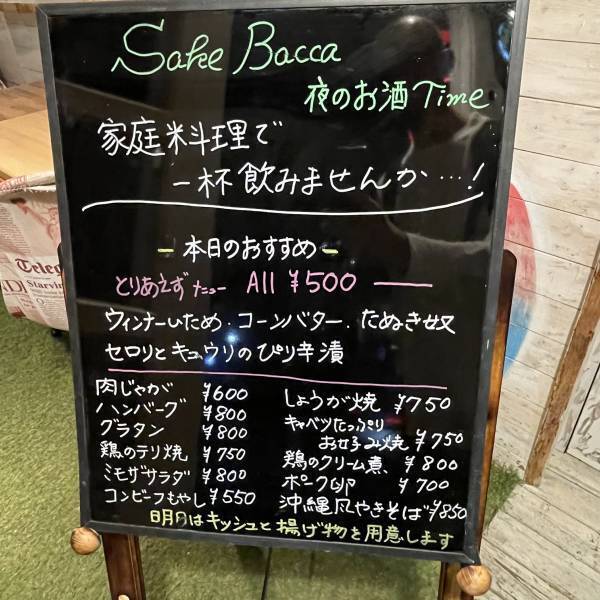 Sake Bacca
夜のお酒Time
家庭料理で
一杯飲みませんか…!
本日のおすすめ
とりあえずメニュー All ¥500
ウィンナーいため・コーンバター・たぬき奴
セロリとキュウリのぴり辛漬
肉じゃが ¥600
ハンバーグ ¥800
グラタン ¥800
鶏のテリ焼 ¥750
ミモザサラダ ¥800
コンビーフもやし ¥550
しょうが焼 ¥750
キャベツたっぷり
お好み焼 ¥750
鶏のクリーム煮、¥800
ポーク卵 ¥700
沖縄風やきそば ¥850
明日はキッシュと揚げ物を用意します
Teleg
Starvin